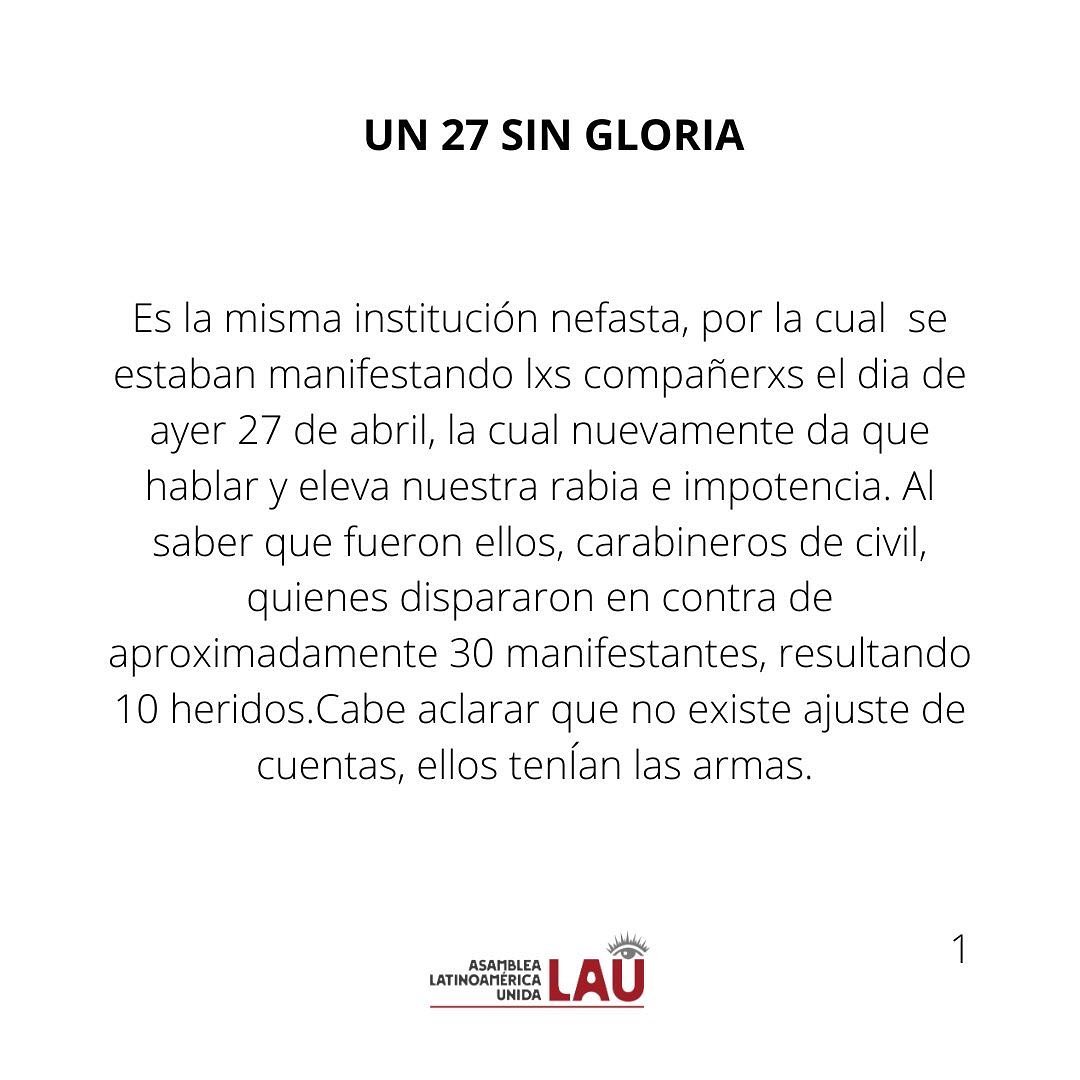 UN 27 SIN GLORIA
Es la misma institución nefasta, por la cual  se
estaban manifestando lxs compañerxs el dia de
ayer 27 de abril, la cual nuevamente da que
hablar y eleva nuestra rabia e impotencia. Al
saber que fueron ellos, carabineros de civil,
quienes dispararon en contra de
aproximadamente 30 manifestantes, resultando
10 heridos.Cabe aclarar que no existe ajuste de
cuentas, ellos tenÍan las armas.
ASAMBLEA
LATINOAMÉRICA
UNIDA
LAU
1